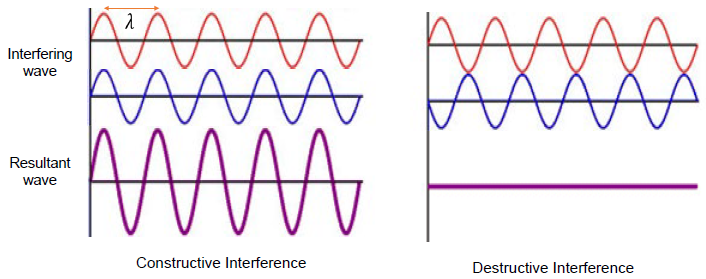 λ
Interfering
wave
Resultant
wave
Constructive Interference
Destructive Interference